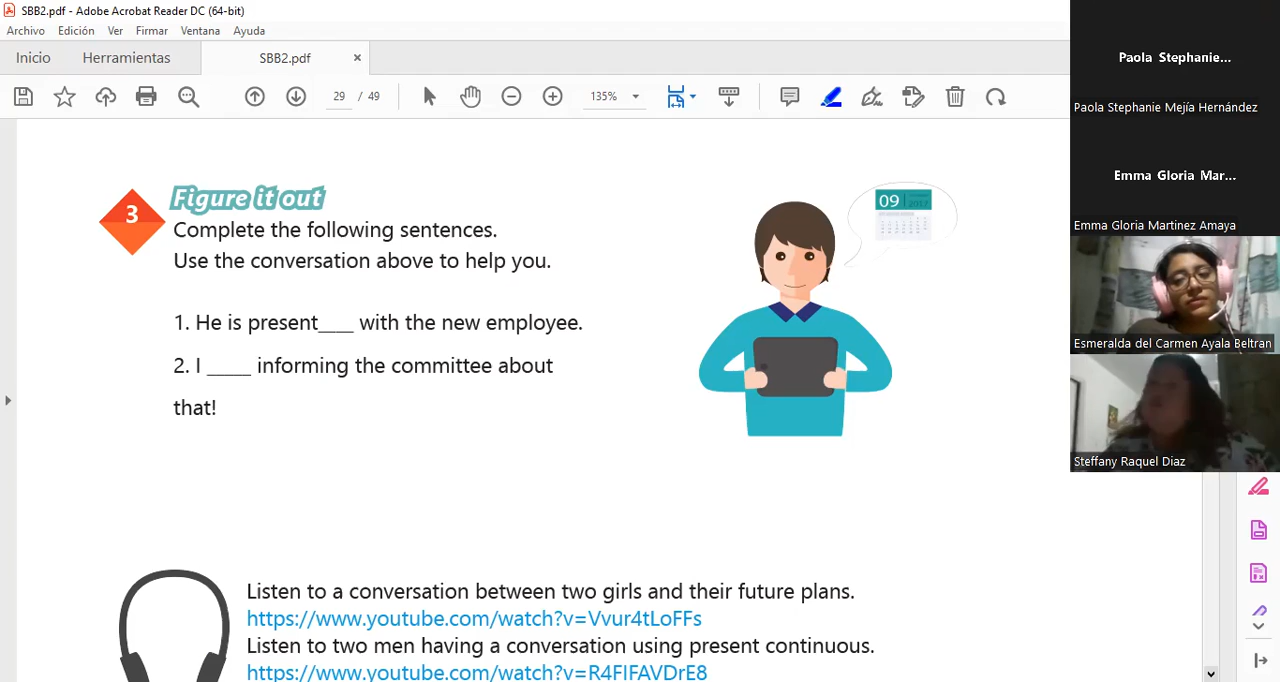 SBB2.pdf - Adobe Acrobat Reader DC (64-bit)
Archivo Edición Ver Firmar Ventana Ayuda
Inicio Herramientas SBB2.pdf ×
29 / 49 135%
3
Figure it out
Complete the following sentences.
Use the conversation above to help you.
1. He is present____ with the new employee.
2. I _____ informing the committee about
that!
09 2017
Listen to a conversation between two girls and their future plans.
https://www.youtube.com/watch?v=Vvur4tLoFFs
Listen to two men having a conversation using present continuous.
https://www.youtube.com/watch?v=R4FIFAVDrE8
Paola Stephanie...
Paola Stephanie Mejía Hernández
Emma Gloria Mar...
Emma Gloria Martinez Amaya
Esmeralda del Carmen Ayala Beltran
Steffany Raquel Diaz